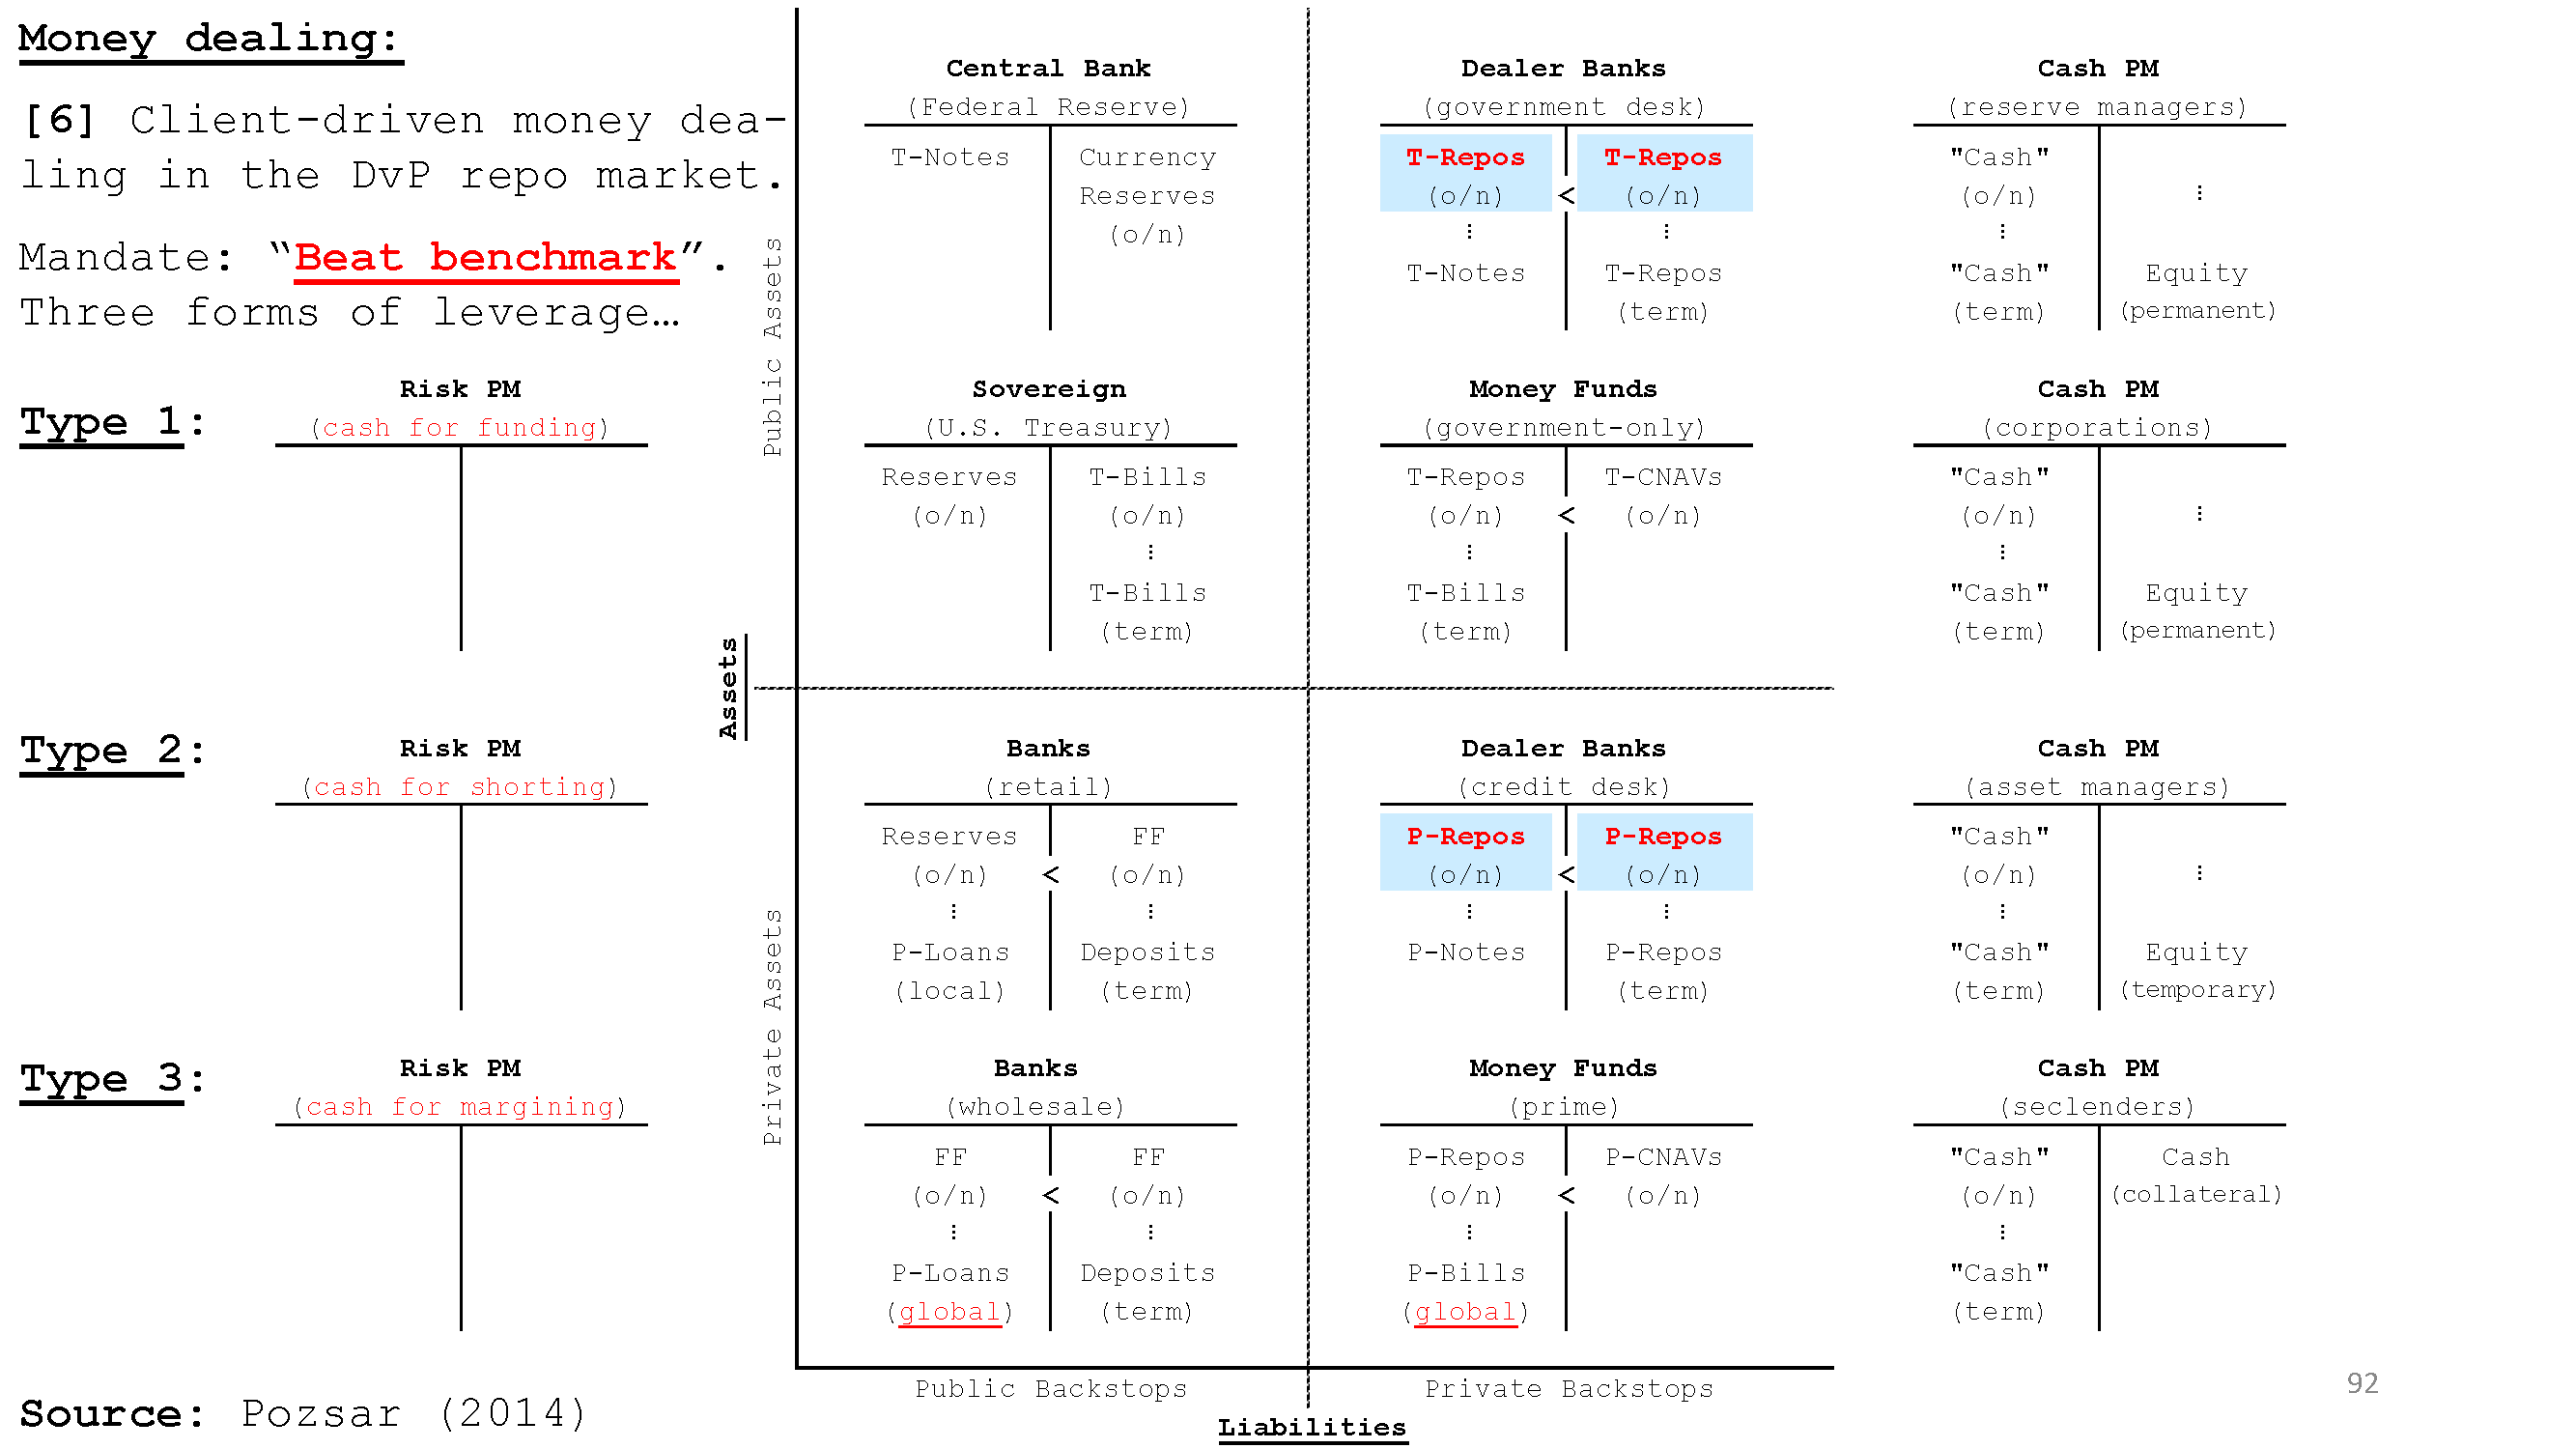 Money dealing:
[6] Client-driven money dea-
ling in the DvP repo market.
Mandate: “Beat benchmark”.
Three forms of leverage…
Type 1:
Risk PM
(cash for funding)
Type 2:
Risk PM
(cash for shorting)
Type 3:
Risk PM
(cash for margining)
Source: Pozsar (2014)
Assets
Public Assets
Private Assets
Central Bank
(Federal Reserve)
T-Notes Currency
Reserves
(o/n)
Dealer Banks
(government desk)
T-Repos T-Repos
(o/n) < (o/n)
⋮ ⋮
T-Notes T-Repos
(term)
Cash PM
(reserve managers)
"Cash"
(o/n) ⋮
⋮
"Cash" Equity
(term) (permanent)
Sovereign
(U.S. Treasury)
Reserves T-Bills
(o/n) (o/n)
⋮
T-Bills
(term)
Money Funds
(government-only)
T-Repos T-CNAVs
(o/n) < (o/n)
⋮
T-Bills
(term)
Cash PM
(corporations)
"Cash"
(o/n) ⋮
⋮
"Cash" Equity
(term) (permanent)
Banks
(retail)
Reserves FF
(o/n) < (o/n)
⋮ ⋮
P-Loans Deposits
(local) (term)
Dealer Banks
(credit desk)
P-Repos P-Repos
(o/n) < (o/n)
⋮ ⋮
P-Notes P-Repos
(term)
Cash PM
(asset managers)
"Cash"
(o/n) ⋮
⋮
"Cash" Equity
(term) (temporary)
Banks
(wholesale)
FF FF
(o/n) < (o/n)
⋮ ⋮
P-Loans Deposits
(global) (term)
Money Funds
(prime)
P-Repos P-CNAVs
(o/n) < (o/n)
⋮
P-Bills
(global)
Cash PM
(seclenders)
"Cash" Cash
(o/n) (collateral)
⋮
"Cash"
(term)
Public Backstops Private Backstops
Liabilities
92